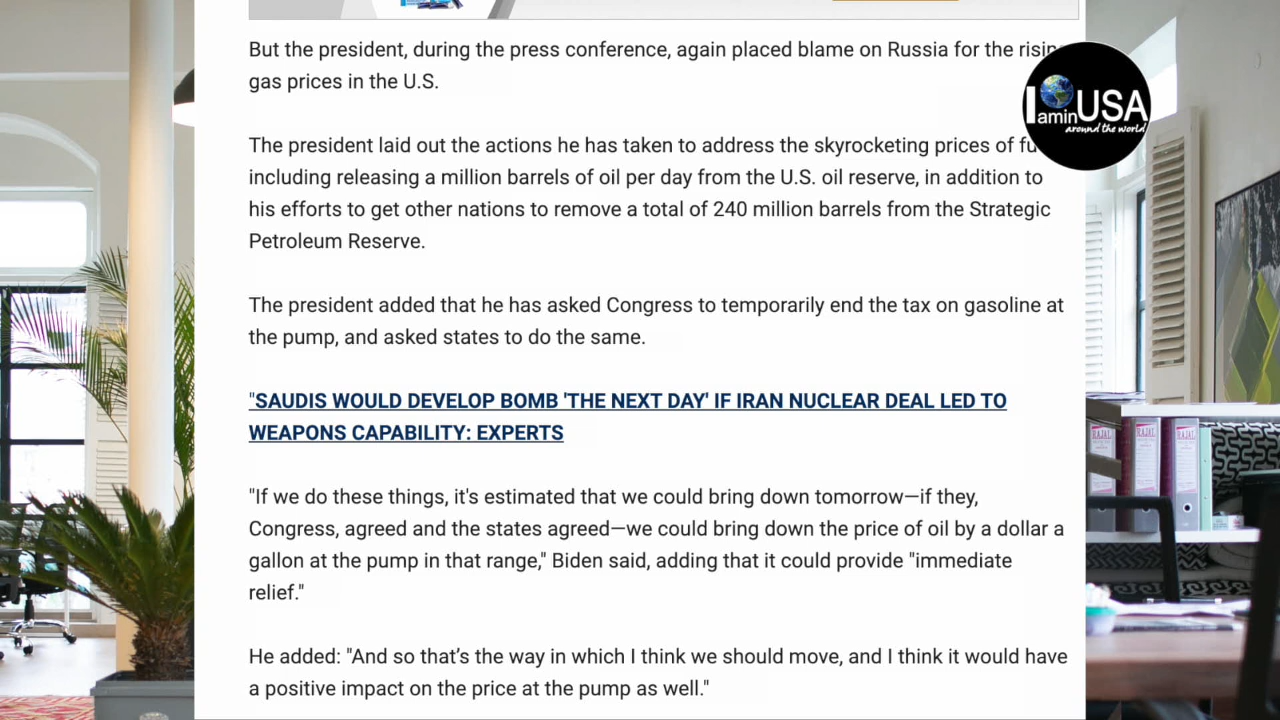 But the president, during the press conference, again placed blame on Russia for the rising
gas prices in the U.S.
The president laid out the actions he has taken to address the skyrocketing prices of
including releasing a million barrels of oil per day from the U.S. oil reserve, in addition to
his efforts to get other nations to remove a total of 240 million barrels from the Strategic
Petroleum Reserve.
The president added that he has asked Congress to temporarily end the tax on gasoline at
the pump, and asked states to do the same.
"SAUDIS WOULD DEVELOP BOMB 'THE NEXT DAY' IF IRAN NUCLEAR DEAL LED TO
WEAPONS CAPABILITY: EXPERTS
"If we do these things, it's estimated that we could bring down tomorrow—if they,
Congress, agreed and the states agreed—we could bring down the price of oil by a dollar a
gallon at the pump in that range," Biden said, adding that it could provide "immediate
relief."
He added: "And so that's the way in which I think we should move, and I think it would have
a positive impact on the price at the pump as well."
I aminUSA
around the world